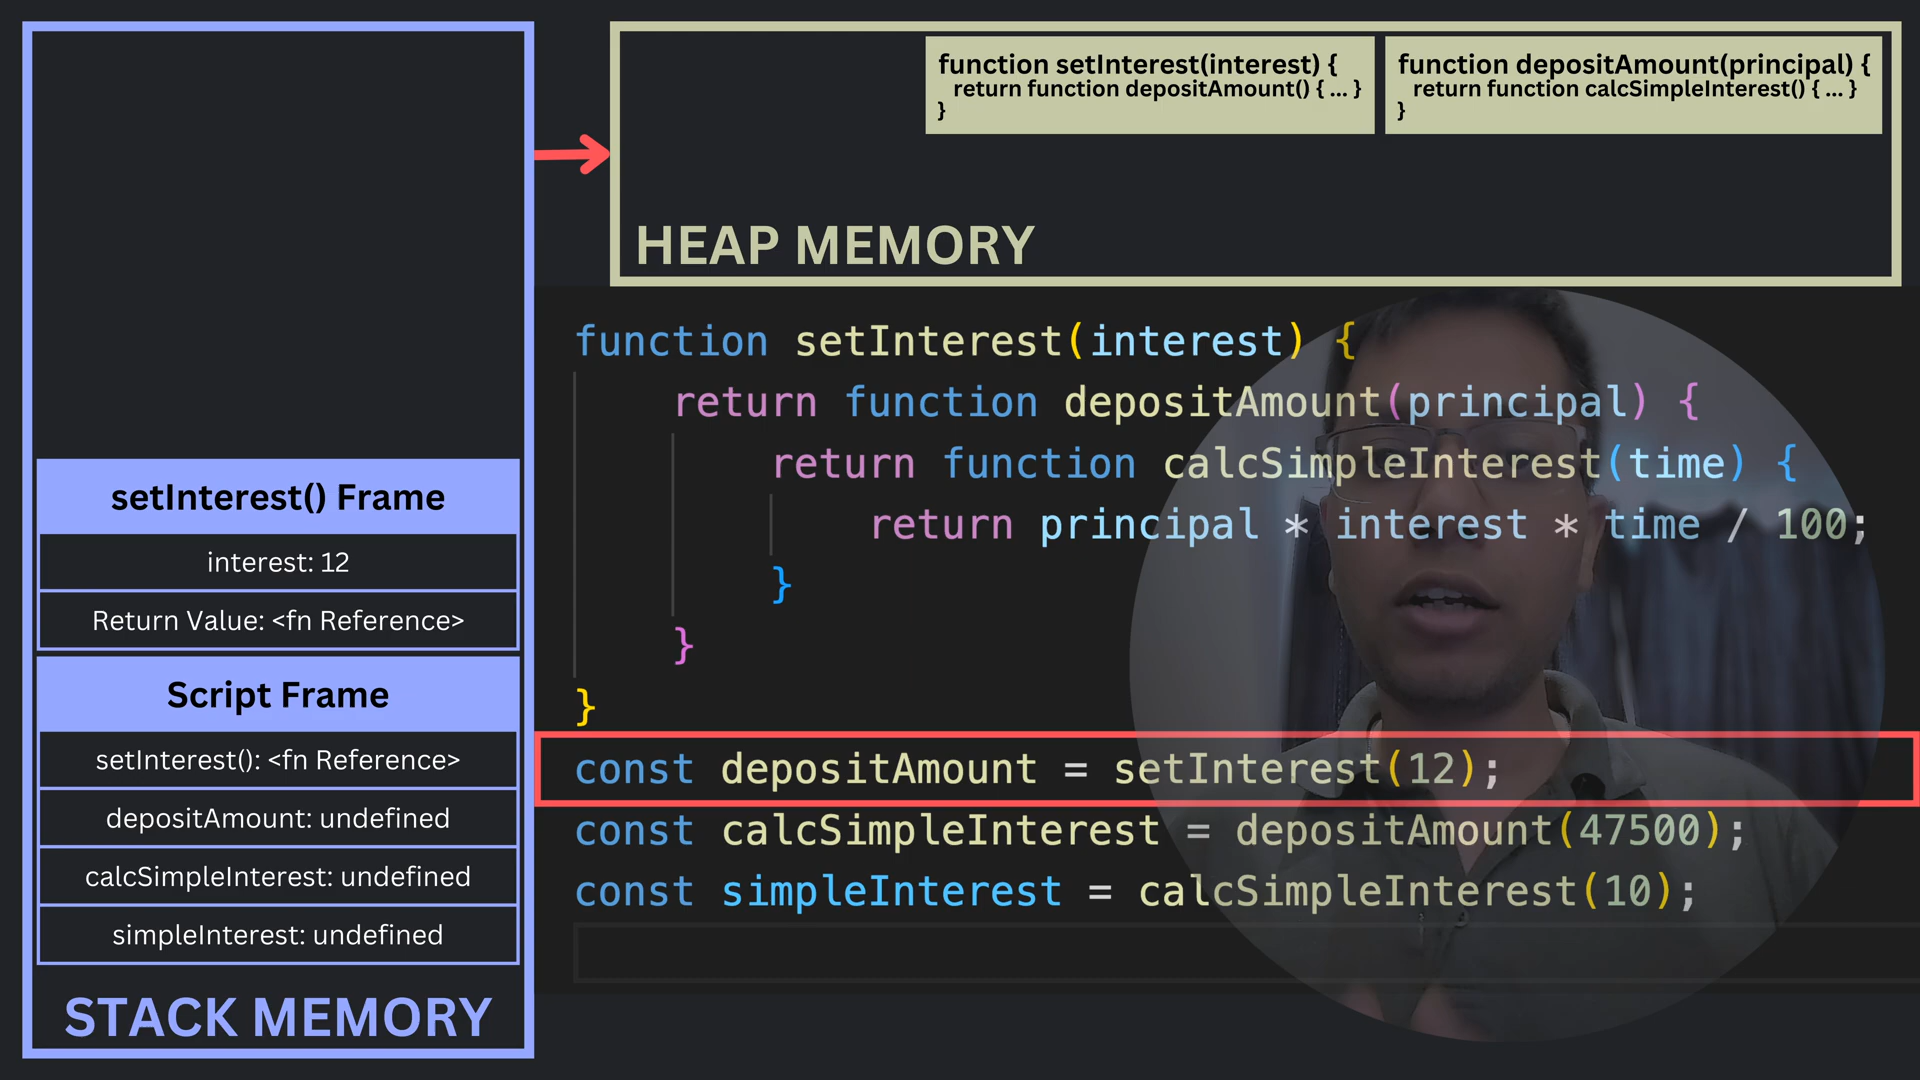 function setInterest(interest) {
return function depositAmount() { ... }
}
function depositAmount(principal) {
return function calcSimpleInterest() { ... }
}
HEAP MEMORY
function setInterest(interest) {
return function depositAmount(principal) {
return function calcSimpleInterest(time) {
return principal * interest * time / 100;
}
}
}
const depositAmount = setInterest(12);
const calcSimpleInterest = depositAmount(47500);
const simpleInterest = calcSimpleInterest(10);
setInterest() Frame
interest: 12
Return Value: <fn Reference>
Script Frame
setInterest(): <fn Reference>
depositAmount: undefined
calcSimpleInterest: undefined
simpleInterest: undefined
STACK MEMORY